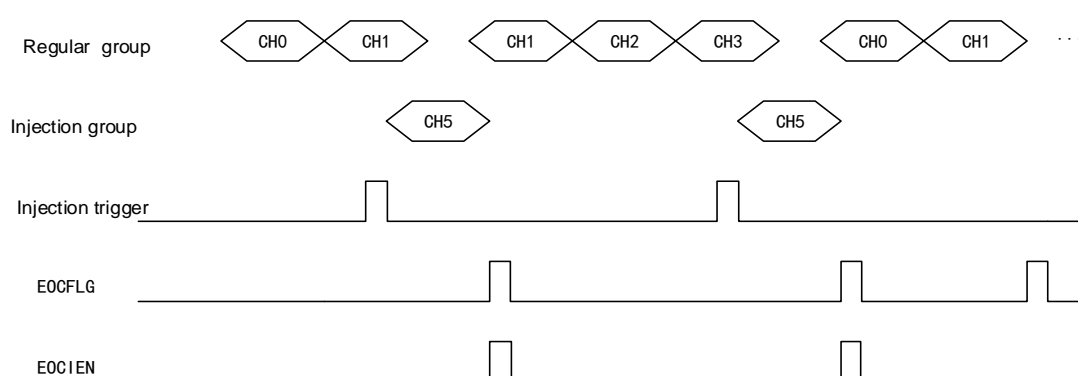 Regular group CH0 CH1 CH1 CH2 CH3 CH0 CH1 ...
Injection group CH5 CH5
Injection trigger
EOCFLG
EOCIEN